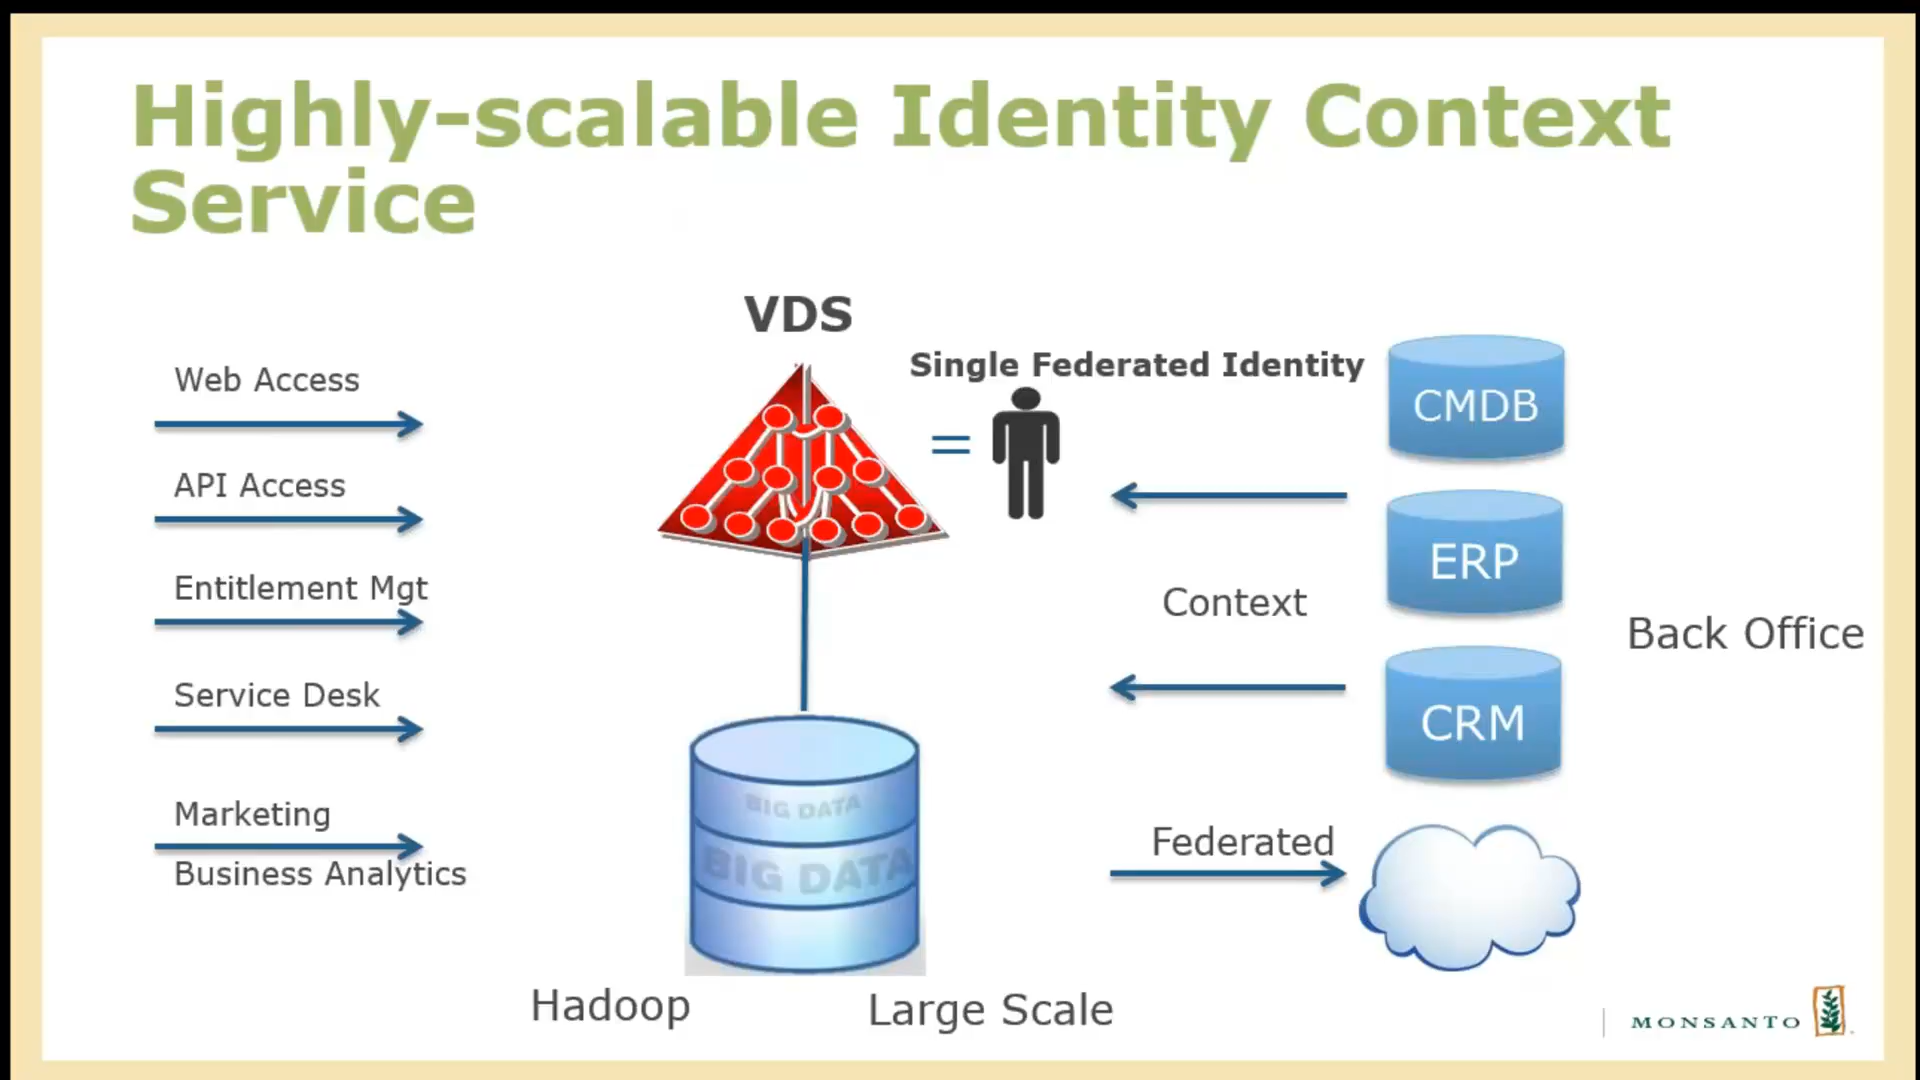 Highly-scalable Identity Context
Service
VDS
Single Federated Identity
Web Access
API Access
Entitlement Mgt
Service Desk
Marketing
Business Analytics
CMDB
ERP
CRM
Context
Back Office
Federated
BIG DATA
BIG DATA
Hadoop
Large Scale
MONSANTO